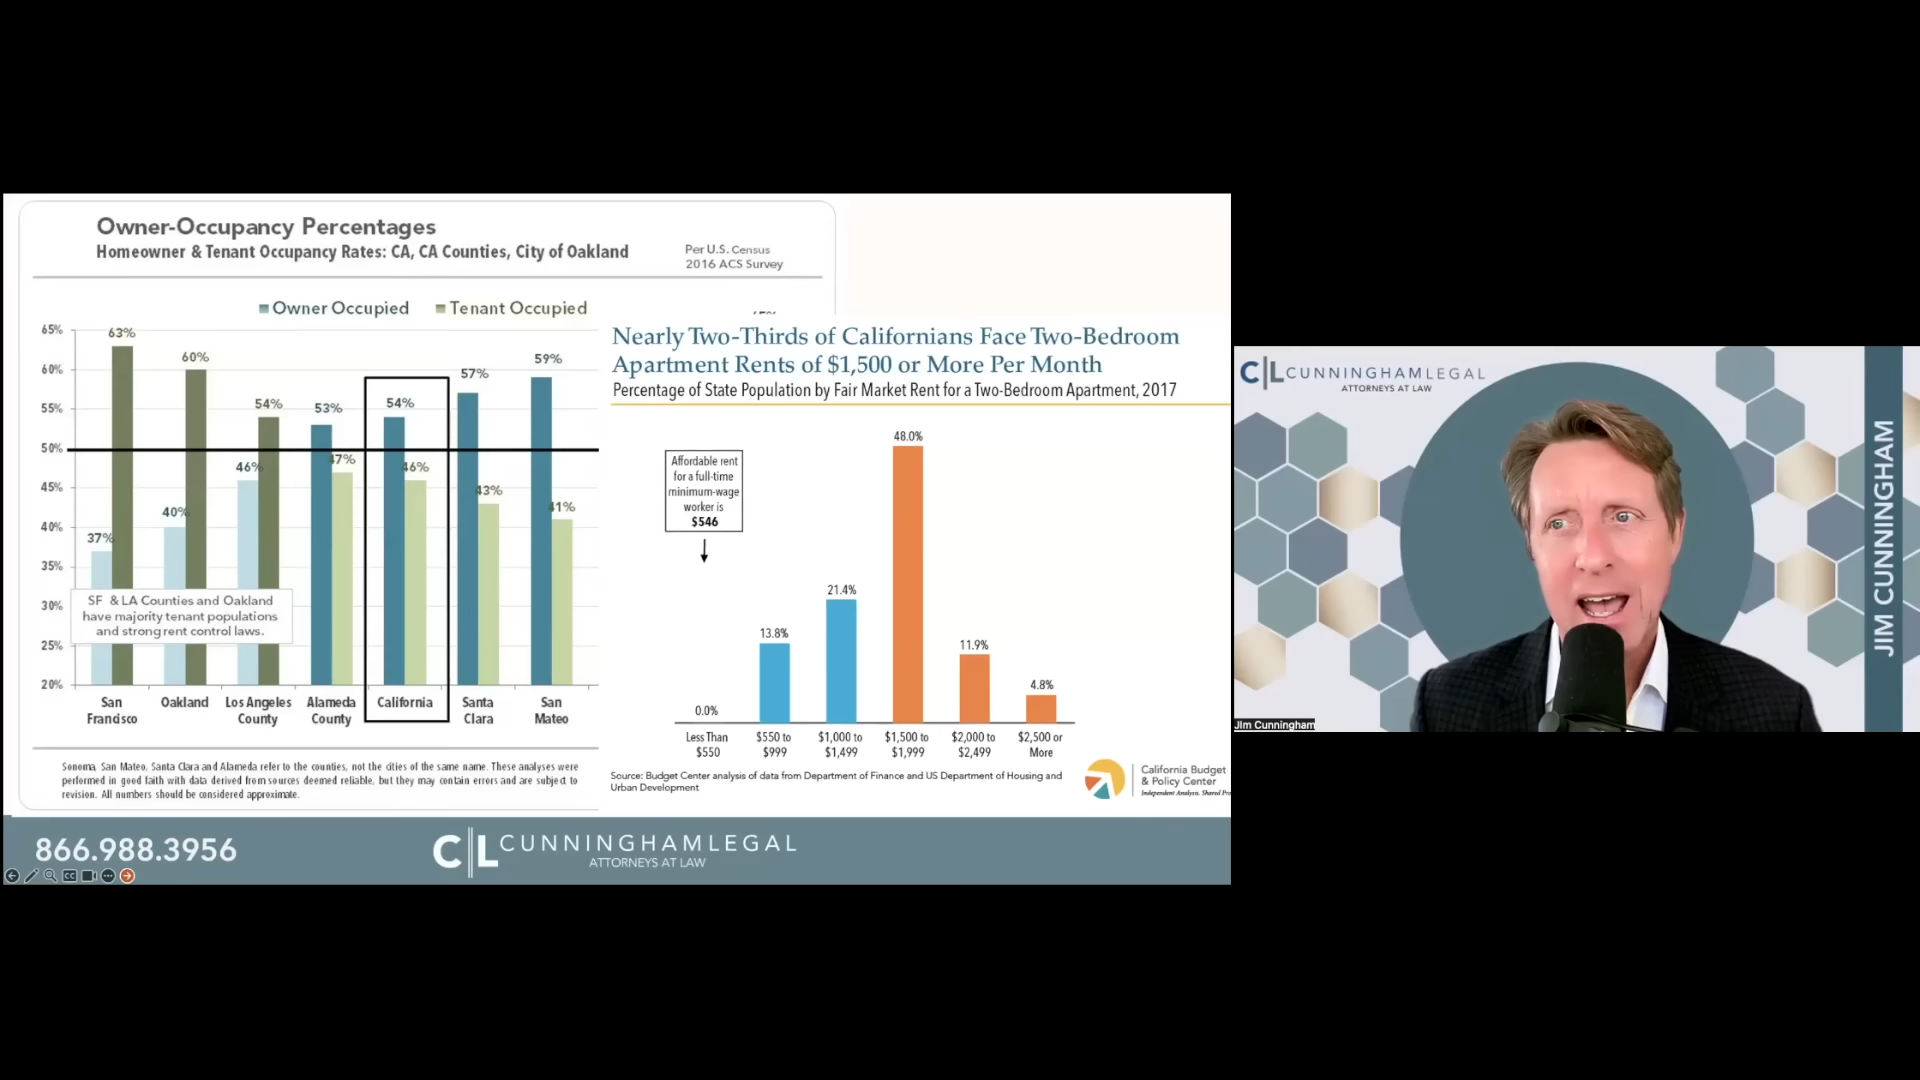 Owner-Occupancy Percentages
Homeowner & Tenant Occupancy Rates: CA, CA Counties, City of Oakland
Per U.S. Census
2016 ACS Survey
Owner Occupied
Tenant Occupied
65%
60%
55%
50%
45%
40%
35%
30%
25%
20%
63%
60%
54%
53%
54%
57%
59%
37%
40%
46%
47%
46%
43%
41%
SF & LA Counties and Oakland
have majority tenant populations
and strong rent control laws.
San
Francisco
Oakland
Los Angeles
County
Alameda
County
California
Santa
Clara
San
Mateo
Sonoma, San Mateo, Santa Clara and Alameda refer to the counties, not the cities of the same name. These analyses were
performed in good faith with data derived from sources deemed reliable, but they may contain errors and are subject to
revision. All numbers should be considered approximate.
Nearly Two-Thirds of Californians Face Two-Bedroom
Apartment Rents of $1,500 or More Per Month
Percentage of State Population by Fair Market Rent for a Two-Bedroom Apartment, 2017
Affordable rent
for a full-time
minimum-wage
worker is
$546
0.0%
13.8%
21.4%
48.0%
11.9%
4.8%
Less Than
$550
$550 to
$999
$1,000 to
$1,499
$1,500 to
$1,999
$2,000 to
$2,499
$2,500 or
More
Source: Budget Center analysis of data from Department of Finance and US Department of Housing and
Urban Development
California Budget
& Policy Center
Independent Analysis. Shared
866.988.3956
CL CUNNINGHAMLEGAL
ATTORNEYS AT LAW
CC
CL CUNNINGHAMLEGAL
ATTORNEYS AT LAW
JIM CUNNINGHAM
Jim Cunningham